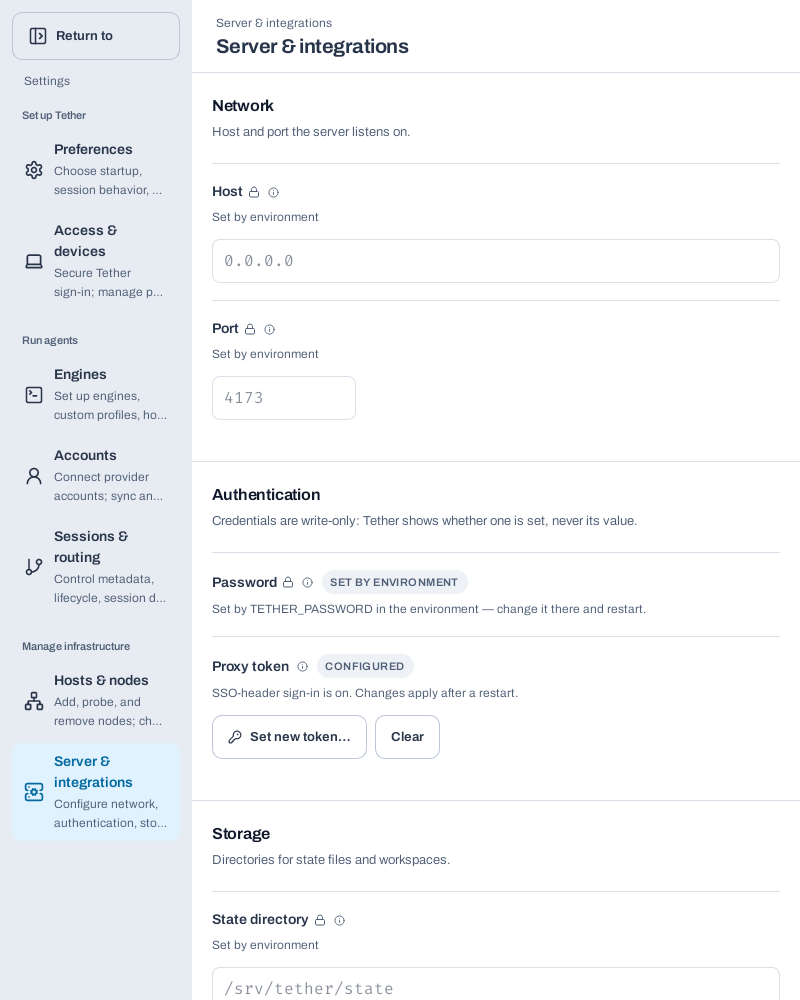 Return to
Settings
Set up Tether
Preferences
Choose startup,
session behavior, ...
Access &
devices
Secure Tether
sign-in; manage p...
Run agents
Engines
Set up engines,
custom profiles, ho...
Accounts
Connect provider
accounts; sync an...
Sessions &
routing
Control metadata,
lifecycle, session d...
Manage infrastructure
Hosts & nodes
Add, probe, and
remove nodes; ch...
Server &
integrations
Configure network,
authentication, sto...
Server & integrations
Server & integrations
Network
Host and port the server listens on.
Host
Set by environment
0.0.0.0
Port
Set by environment
4173
Authentication
Credentials are write-only: Tether shows whether one is set, never its value.
Password SET BY ENVIRONMENT
Set by TETHER_PASSWORD in the environment — change it there and restart.
Proxy token CONFIGURED
SSO-header sign-in is on. Changes apply after a restart.
Set new token... Clear
Storage
Directories for state files and workspaces.
State directory
Set by environment
/srv/tether/state